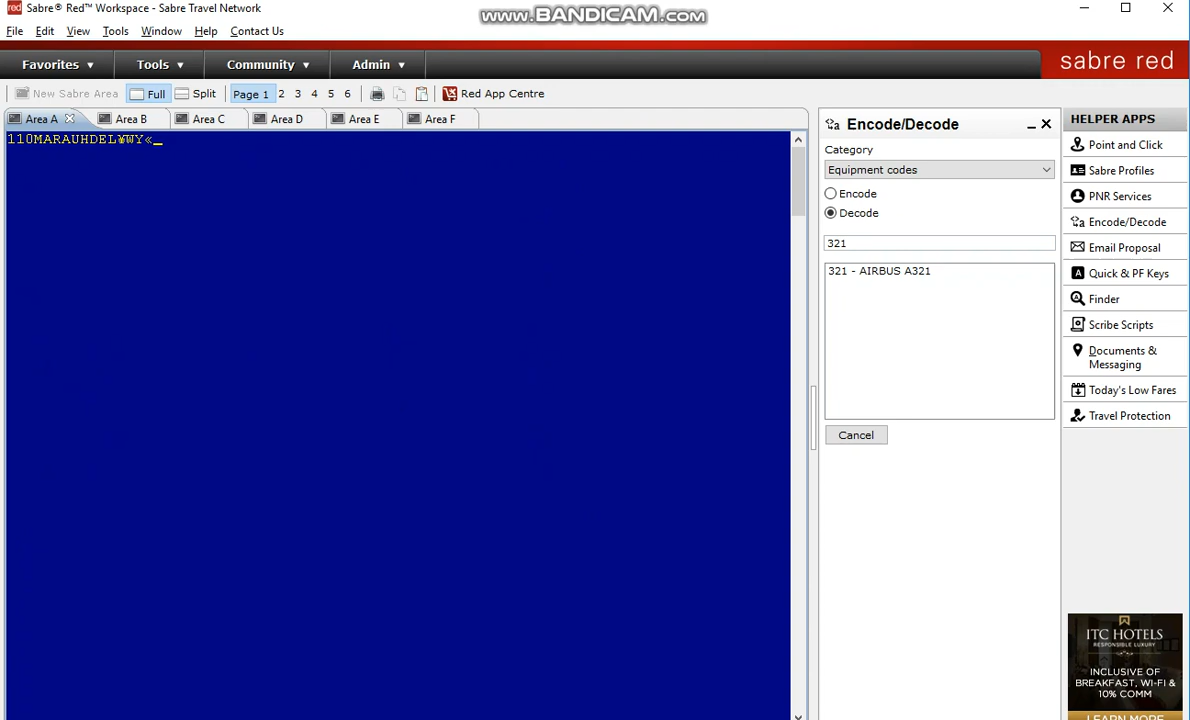 Sabre® Red™ Workspace - Sabre Travel Network
www.BANDICAM.com
File Edit View Tools Window Help Contact Us
Favorites ▼ Tools ▼ Community ▼ Admin ▼
sabre red
New Sabre Area Full Split Page 1 2 3 4 5 6 Red App Centre
Area A Area B Area C Area D Area E Area F
110MARAUHDEL¥WY«_
Encode/Decode
Category
Equipment codes
Encode
Decode
321
321 - AIRBUS A321
Cancel
HELPER APPS
Point and Click
Sabre Profiles
PNR Services
Encode/Decode
Email Proposal
Quick & PF Keys
Finder
Scribe Scripts
Documents &
Messaging
Today's Low Fares
Travel Protection
ITC HOTELS
RESPONSIBLE LUXURY
INCLUSIVE OF
BREAKFAST, WI-FI &
10% COMM
LEARN MORE